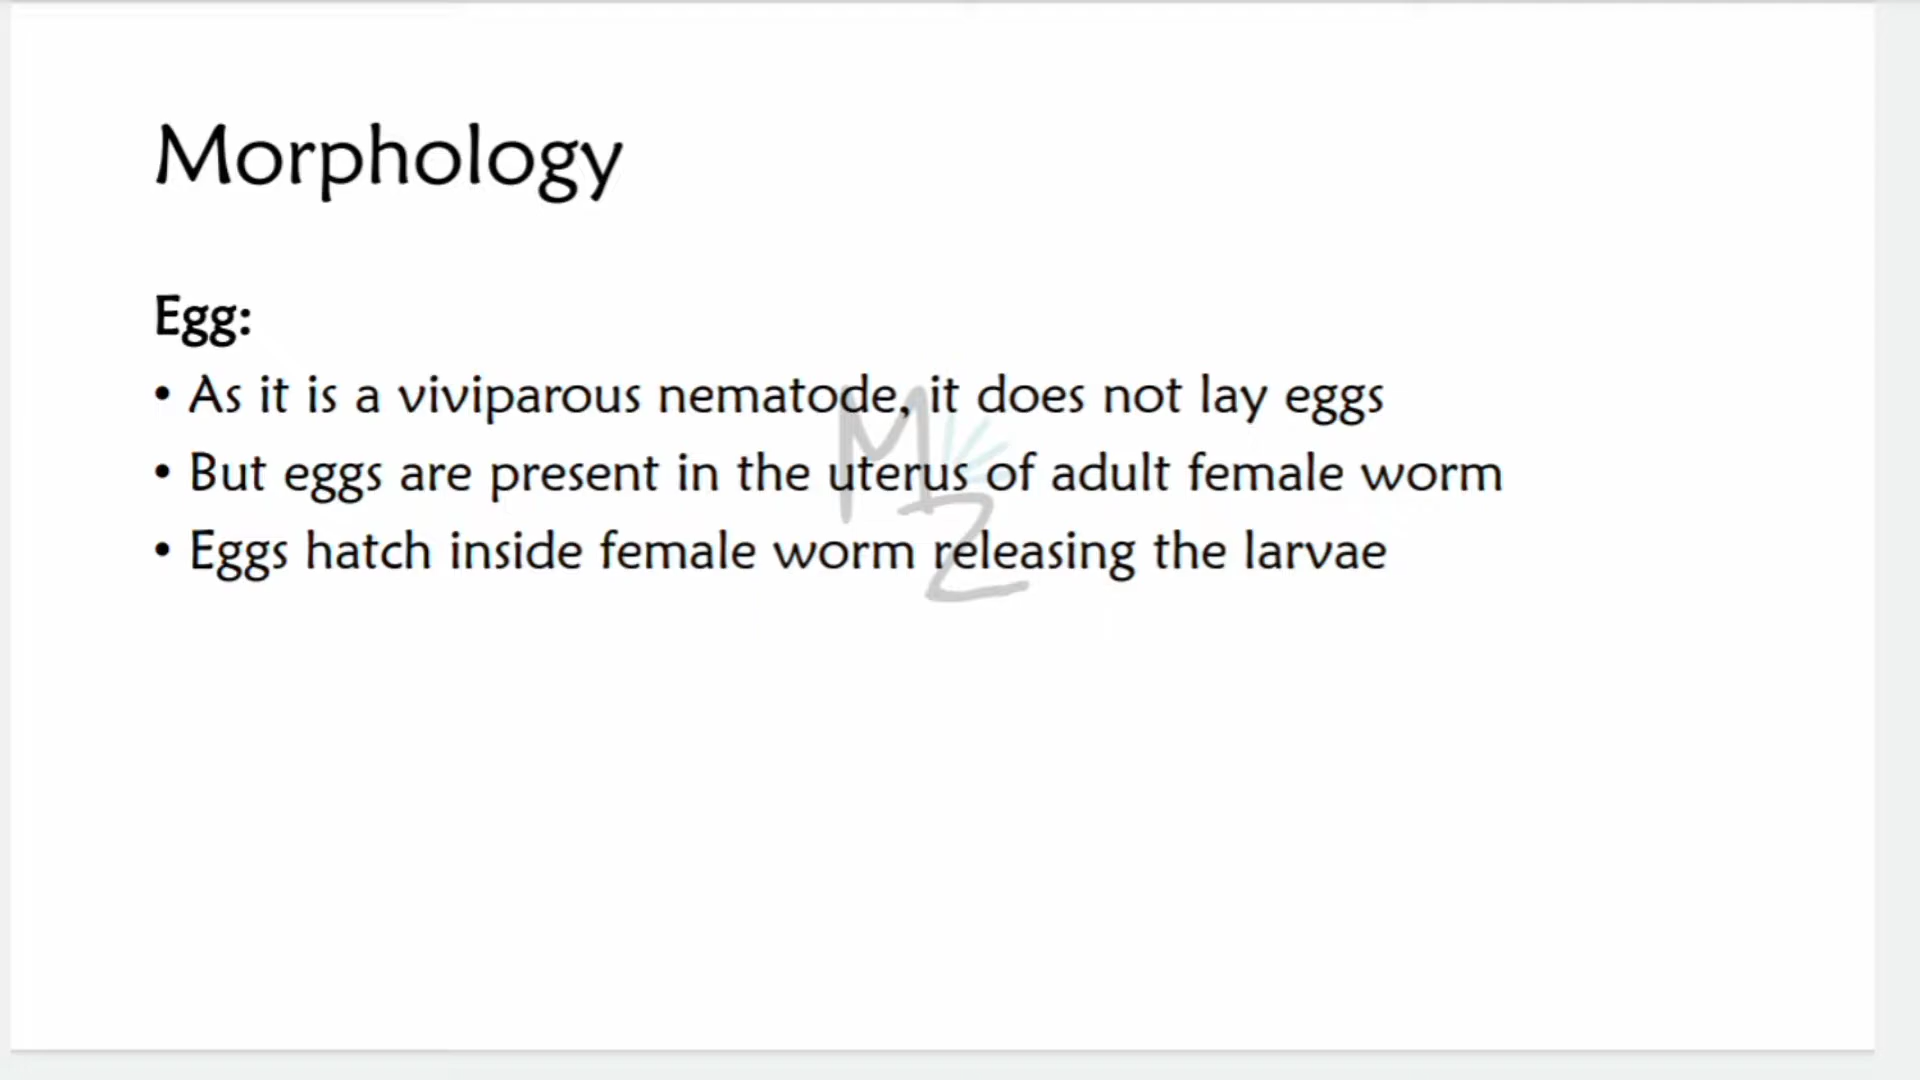 Morphology
Egg:
• As it is a viviparous nematode, it does not lay eggs
• But eggs are present in the uterus of adult female worm
• Eggs hatch inside female worm releasing the larvae
MZ